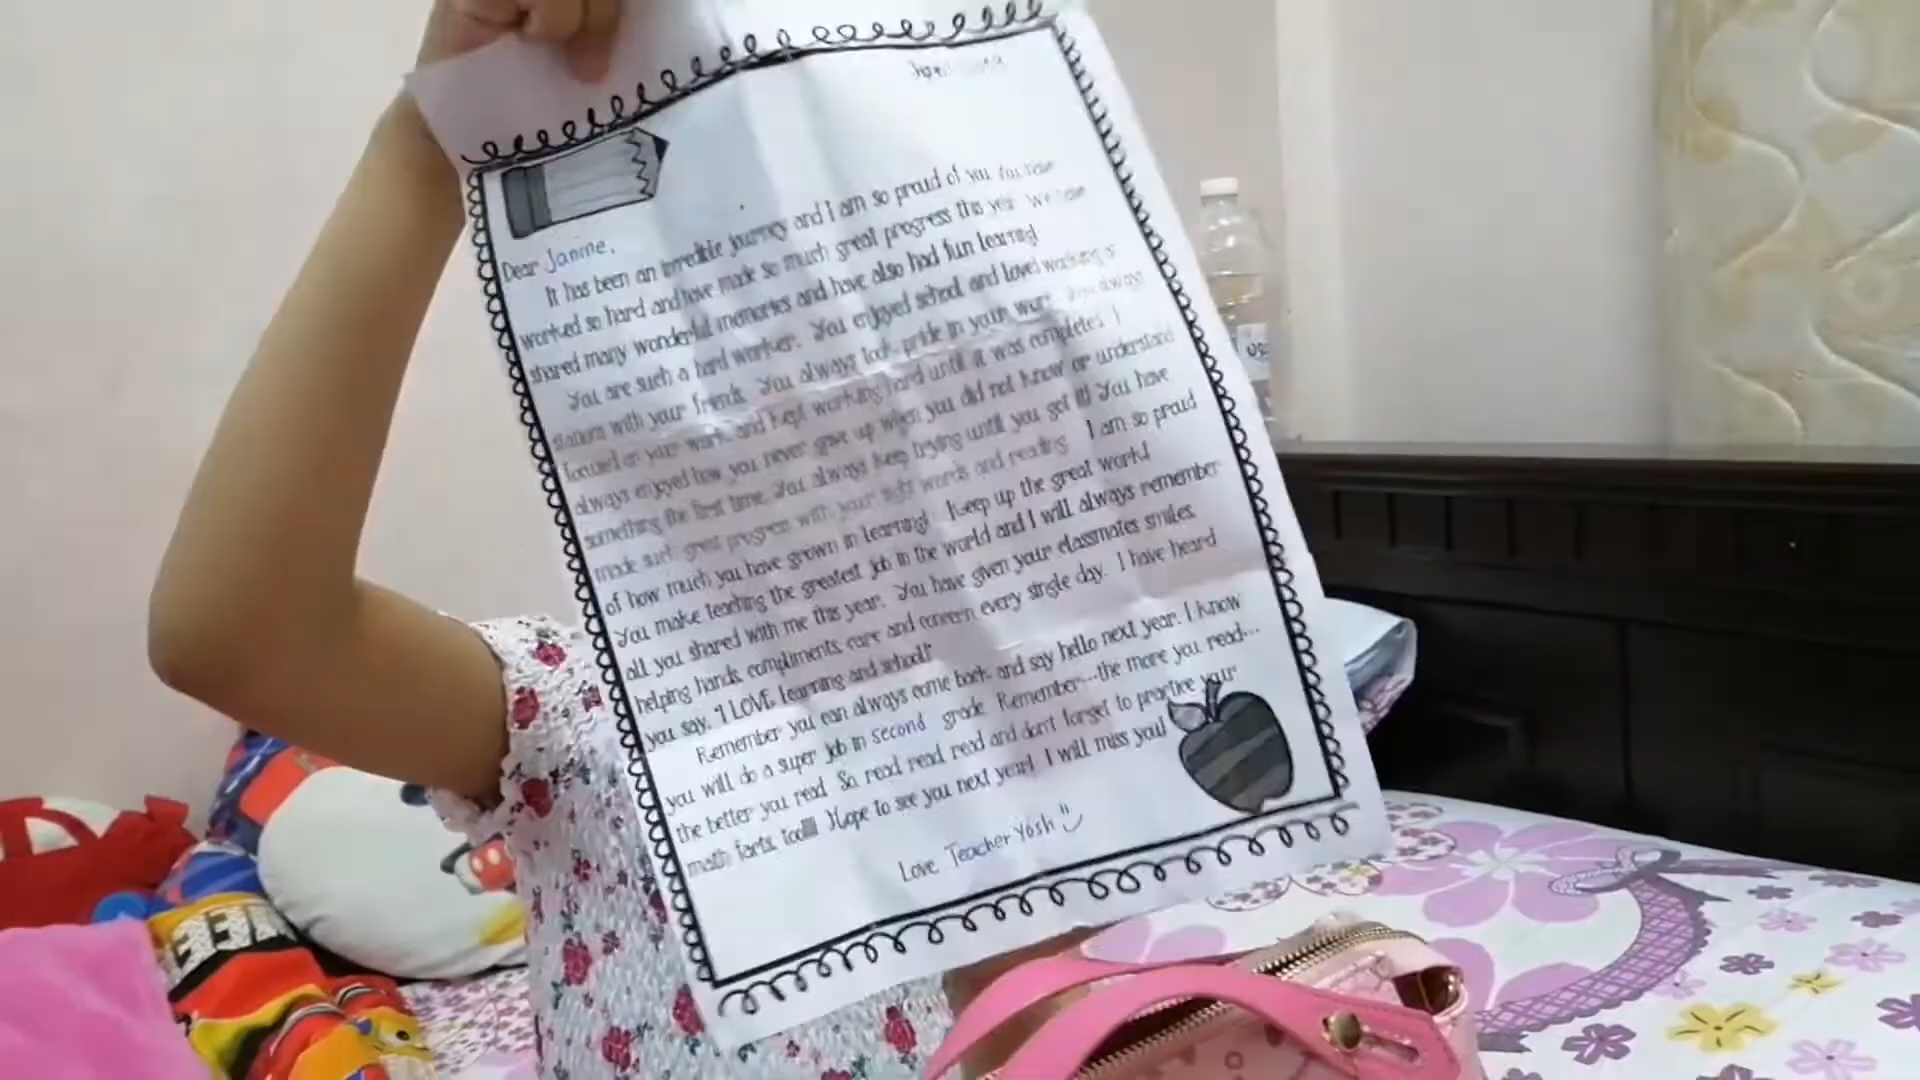 Dear Janine,
It has been an incredible journey and I am so proud of you. You have
worked so hard and have made so much great progress this year. We have
shared many wonderful memories and have also had fun learning!
You are such a hard worker. You enjoyed school and loved working at
stations with your friends. You always took pride in your work. You always
focused on your work and kept working hard until it was completed. I
always enjoyed how you never gave up when you did not know or understand
something the first time. You always keep trying until you got it! You have
made such great progress with your sight words and reading. I am so proud
of how much you have grown in learning! Keep up the great work!
You make teaching the greatest job in the world and I will always remember
all you shared with me this year. You have given your classmates smiles,
helping hands, compliments, care and concern every single day. I have heard
you say, "I LOVE learning and school!"
Remember you can always come back and say hello next year. I know
you will do a super job in second grade. Remember...the more you read...
the better you read. So read read read and don't forget to practice your
math facts too Hope to see you next year! I will miss you!
Love, Teacher Yosh